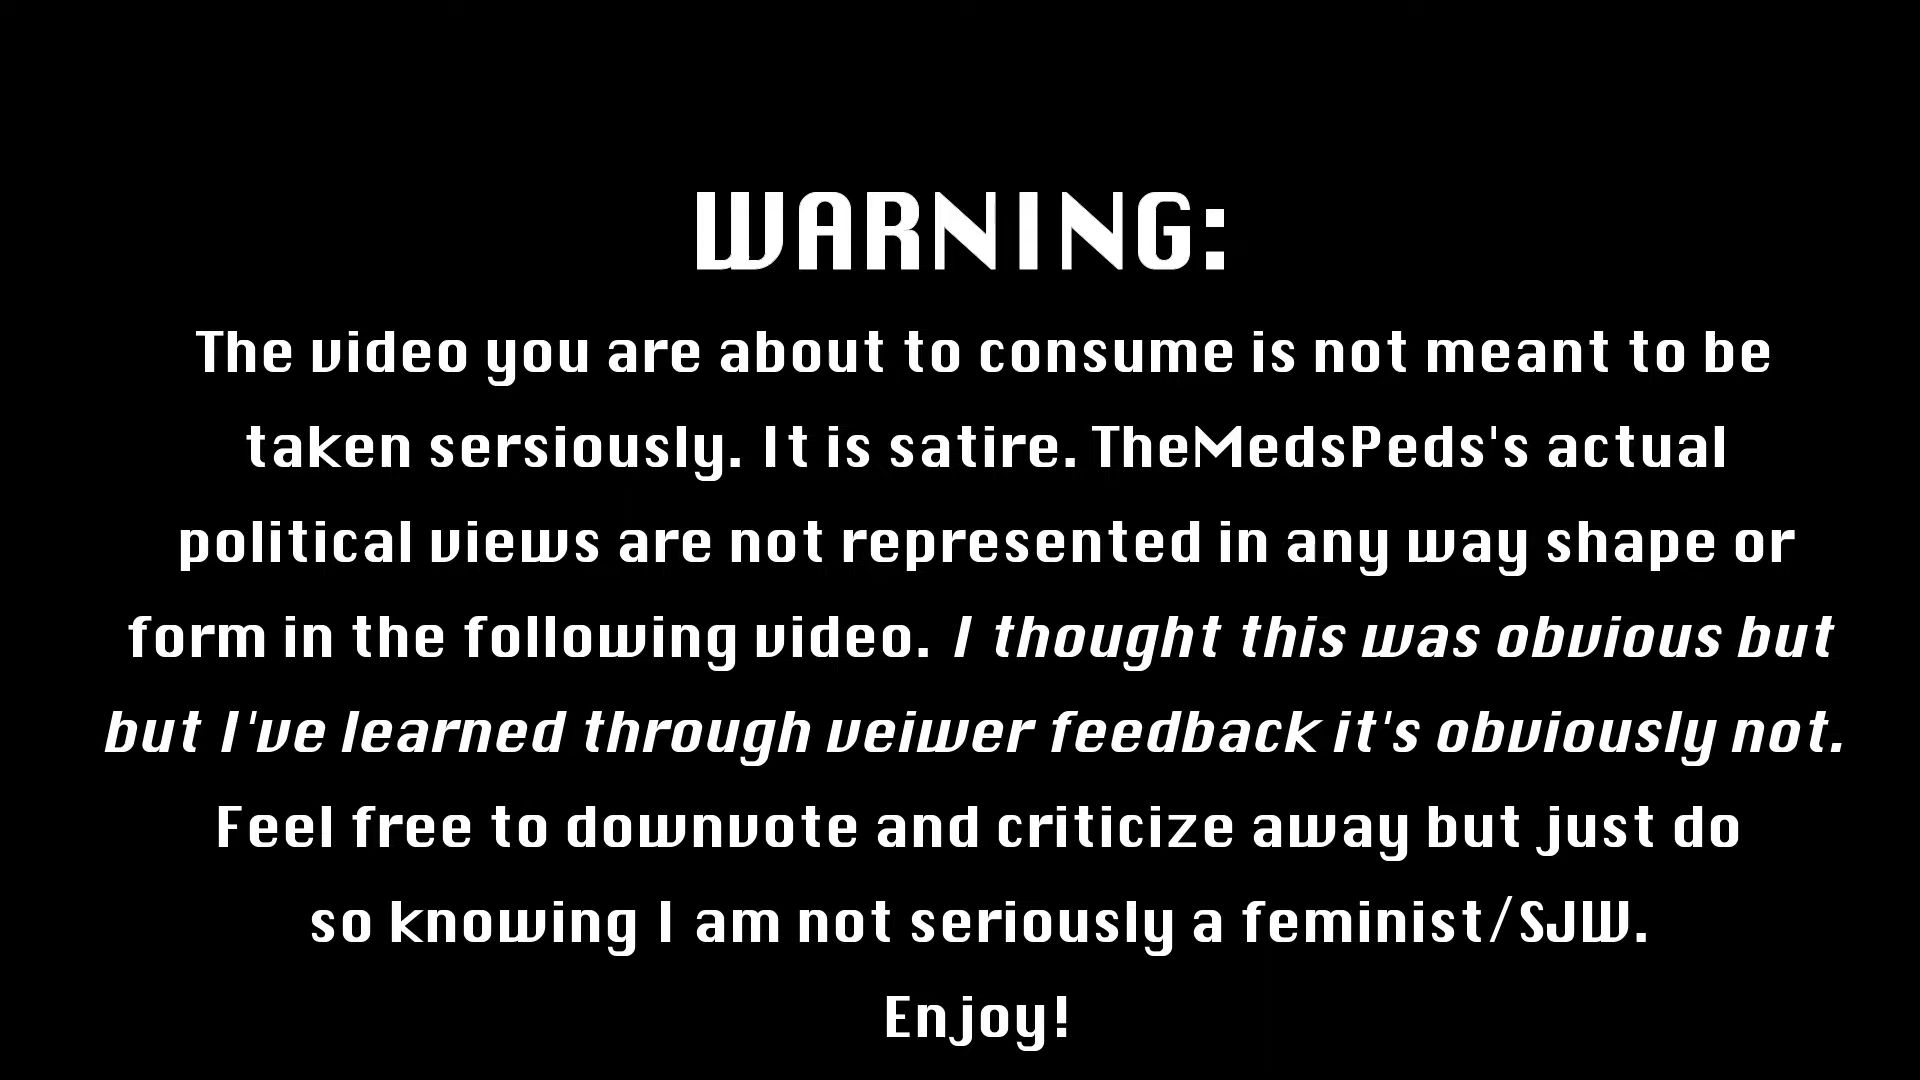 WARNING:
The video you are about to consume is not meant to be
taken sersiously. It is satire. TheMedsPeds's actual
political views are not represented in any way shape or
form in the following video. I thought this was obvious but
but I've learned through veiwer feedback it's obviously not.
Feel free to downvote and criticize away but just do
so knowing I am not seriously a feminist/SJW.
Enjoy!